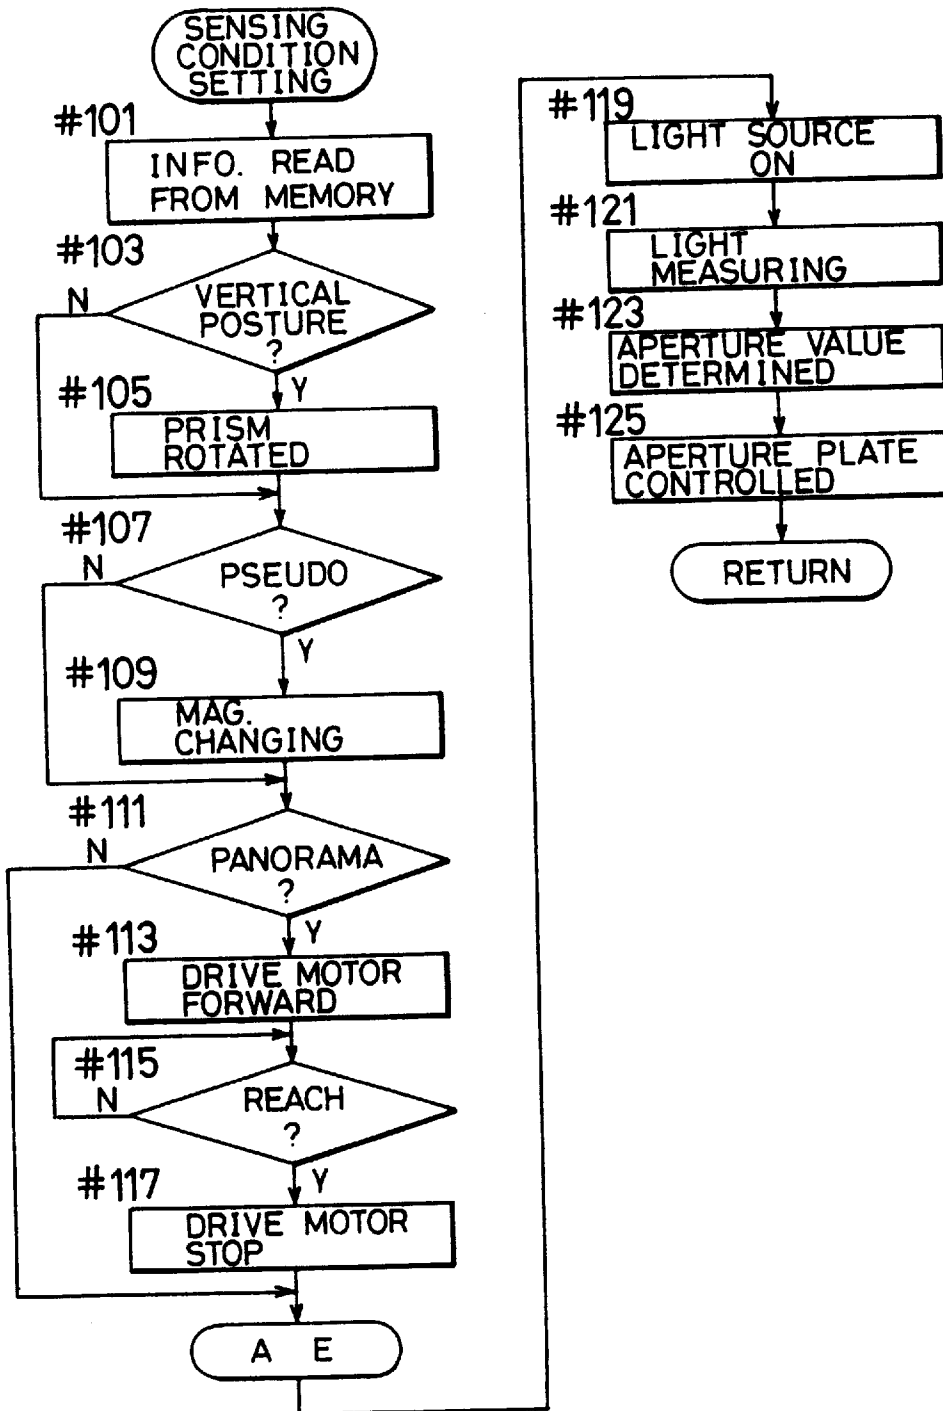 SENSING
CONDITION
SETTING
#101
INFO. READ
FROM MEMORY
#103
N
VERTICAL
POSTURE
?
Y
#105
PRISM
ROTATED
#107
N
PSEUDO
?
Y
#109
MAG.
CHANGING
#111
N
PANORAMA
?
Y
#113
DRIVE MOTOR
FORWARD
#115
N
REACH
?
Y
#117
DRIVE MOTOR
STOP
A E
#119
LIGHT SOURCE
ON
#121
LIGHT
MEASURING
#123
APERTURE VALUE
DETERMINED
#125
APERTURE PLATE
CONTROLLED
RETURN